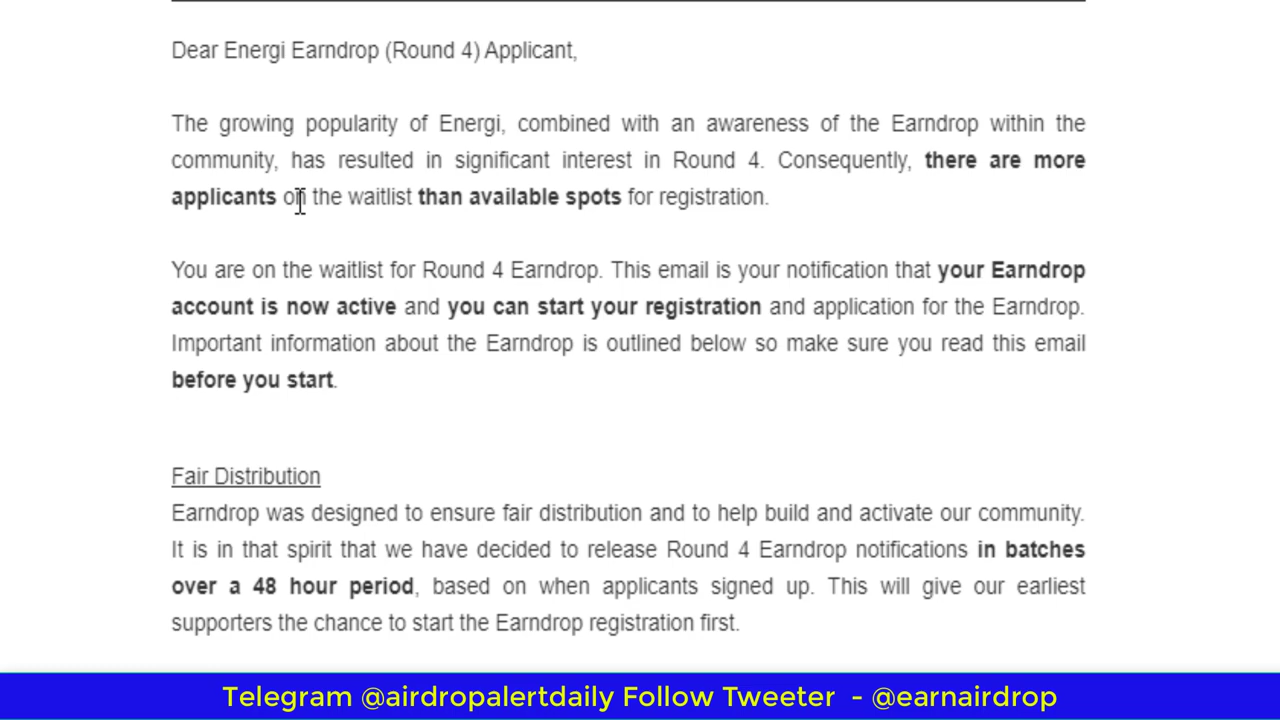 Dear Energi Earndrop (Round 4) Applicant,
The growing popularity of Energi, combined with an awareness of the Earndrop within the
community, has resulted in significant interest in Round 4. Consequently, there are more
applicants on the waitlist than available spots for registration.
You are on the waitlist for Round 4 Earndrop. This email is your notification that your Earndrop
account is now active and you can start your registration and application for the Earndrop.
Important information about the Earndrop is outlined below so make sure you read this email
before you start.
Fair Distribution
Earndrop was designed to ensure fair distribution and to help build and activate our community.
It is in that spirit that we have decided to release Round 4 Earndrop notifications in batches
over a 48 hour period, based on when applicants signed up. This will give our earliest
supporters the chance to start the Earndrop registration first.
Telegram @airdropalertdaily Follow Tweeter - @earnairdrop